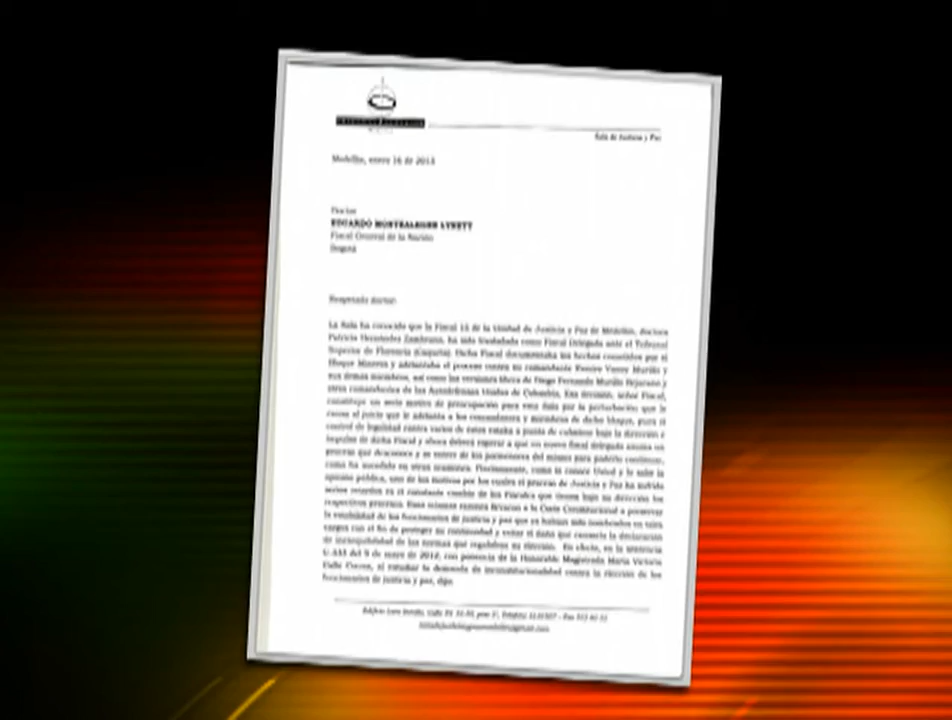 Sala de Justicia y Paz
Medellín, enero 16 de 2013
Doctor
EDUARDO MONTEALEGRE LYNETT
Fiscal General de la Nación
Bogotá
Respetado doctor:
La Sala ha conocido que la Fiscal 15 de la Unidad de Justicia y Paz de Medellín, doctora
Patricia Hernández Zambrano, ha sido trasladada como Fiscal Delegada ante el Tribunal
Superior de Florencia (Caquetá). Dicha Fiscal documentaba los hechos cometidos por el
Bloque Mineros y adelantaba el proceso contra su comandante Ramiro Vanoy Murillo y
sus demás miembros, así como las versiones libres de Diego Fernando Murillo Bejarano y
otros comandantes de las Autodefensas Unidas de Colombia. Esa decisión, señor Fiscal,
constituye un serio motivo de preocupación para esta Sala por la perturbación que le
causa al juicio que le adelanta a los comandantes y miembros de dicho bloque, pues el
control de legalidad contra varios de estos estaba a punto de culminar bajo la dirección e
impulso de dicha Fiscal y ahora deberá esperar a que un nuevo fiscal delegado asuma un
proceso que desconoce y se entere de los pormenores del mismo para poderlo continuar,
como ha sucedido en otras ocasiones. Precisamente, como lo conoce Usted y lo sabe la
opinión pública, uno de los motivos por los cuales el proceso de Justicia y Paz ha sufrido
serios retardos es el constante cambio de los Fiscales que tienen bajo su dirección los
respectivos procesos. Esas mismas razones llevaron a la Corte Constitucional a preservar
la estabilidad de los funcionarios de justicia y paz que ya habían sido nombrados en esos
cargos con el fin de proteger su continuidad y evitar el daño que causaría la declaración
de inexequibilidad de las normas que regulaban su elección. En efecto, en la sentencia
C-333 del 9 de mayo de 2012, con ponencia de la Honorable Magistrada María Victoria
Calle Correa, al estudiar la demanda de inconstitucionalidad contra la elección de los
funcionarios de justicia y paz, dijo: